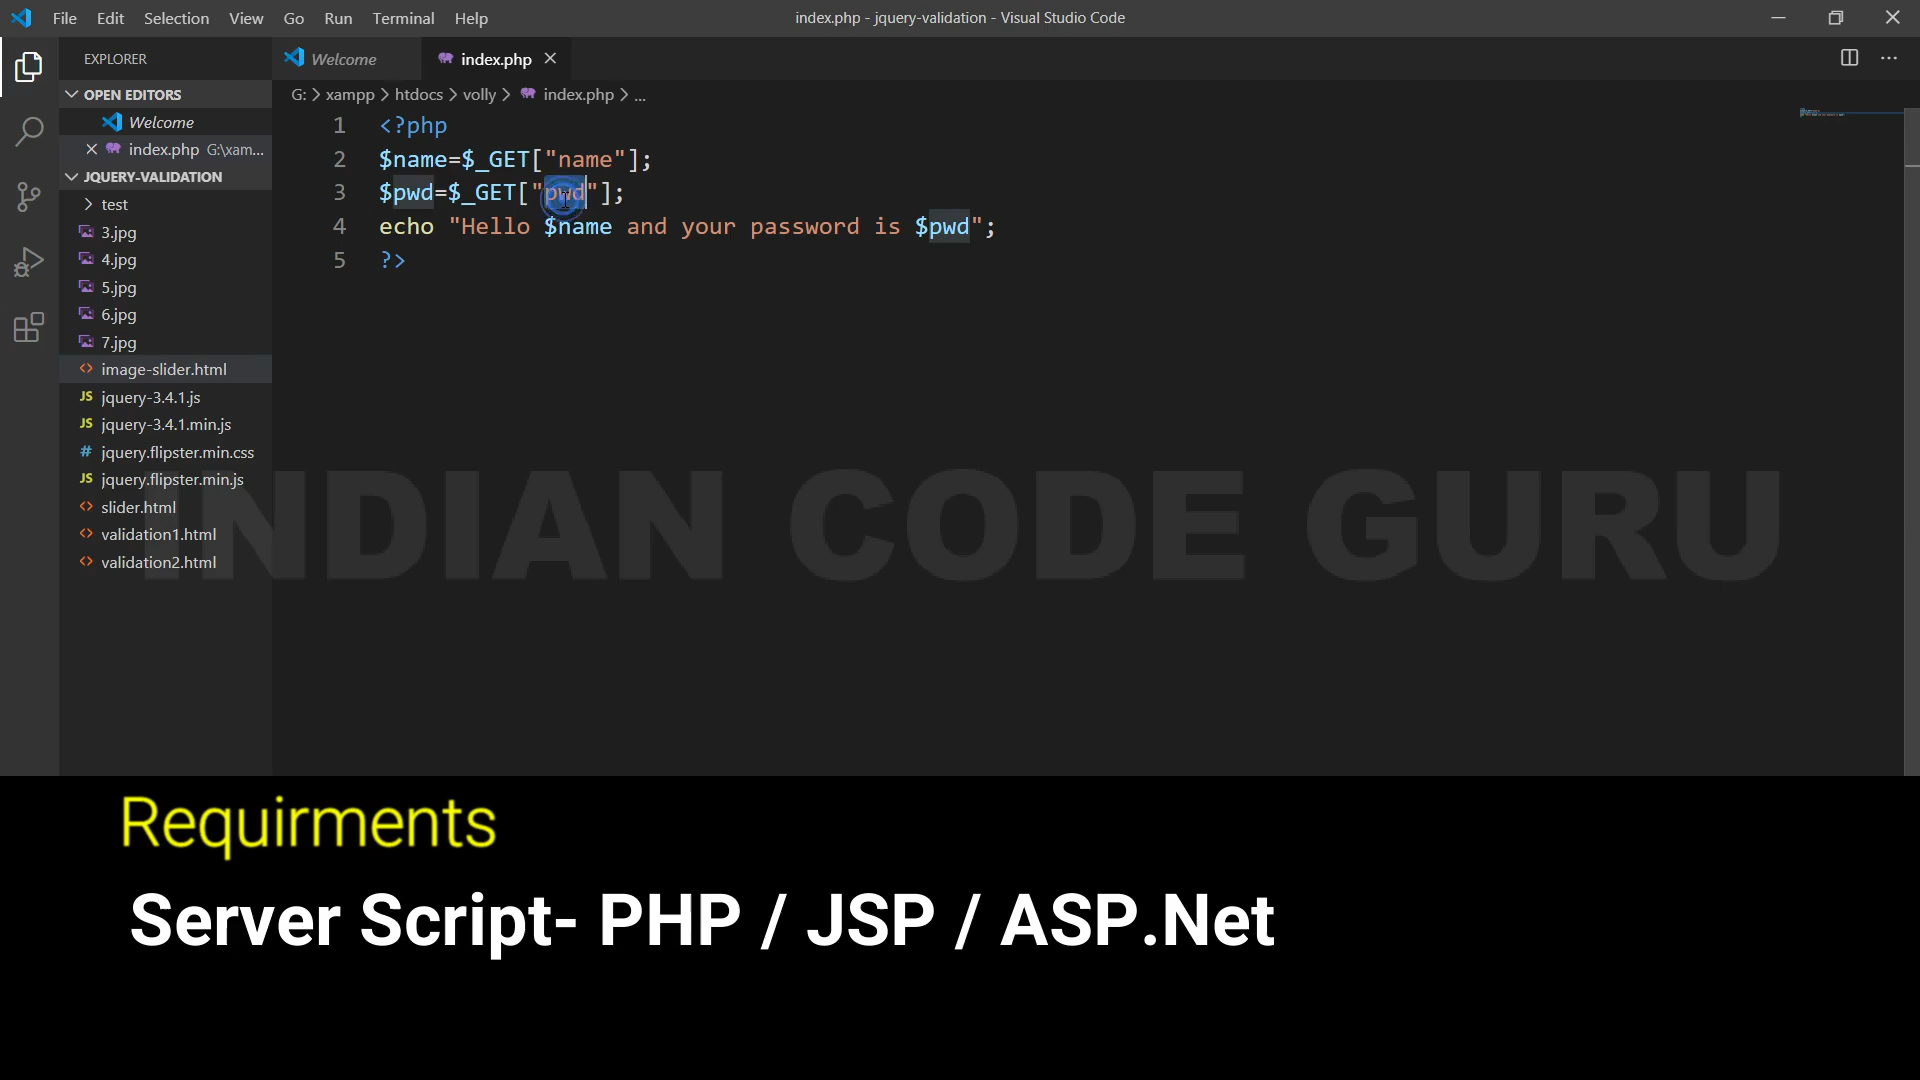 File Edit Selection View Go Run Terminal Help
index.php - jquery-validation - Visual Studio Code
EXPLORER
Welcome
index.php
OPEN EDITORS
Welcome
index.php G:\xam...
JQUERY-VALIDATION
test
3.jpg
4.jpg
5.jpg
6.jpg
7.jpg
image-slider.html
JS jquery-3.4.1.js
JS jquery-3.4.1.min.js
# jquery.flipster.min.css
JS jquery.flipster.min.js
slider.html
validation1.html
validation2.html
G: > xampp > htdocs > volly > index.php > ...
1 <?php
2 $name=$_GET["name"];
3 $pwd=$_GET["pwd"];
4 echo "Hello $name and your password is $pwd";
5 ?>
INDIAN CODE GURU
Requirments
Server Script- PHP / JSP / ASP.Net